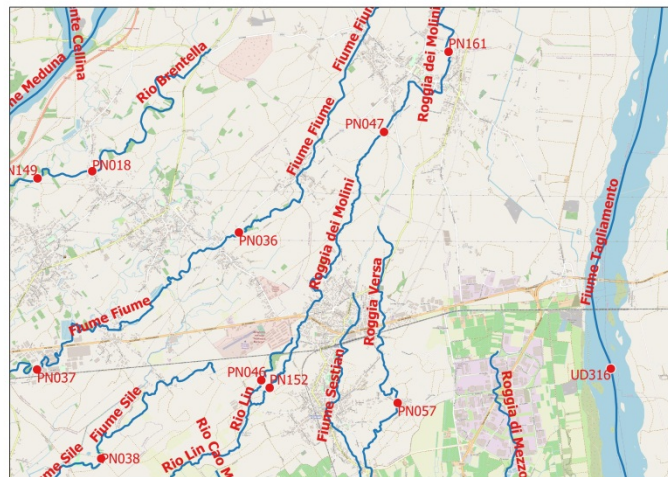 nte Cellina
ne Meduna
Rio Brentella
Fiume Fiume
Roggia dei Molini
PN161
PN047
Fiume Fiume
N149
PN018
Roggia dei Molini
PN036
Fiume Tagliamento
Roggia Versa
Fiume Fiume
PN037
PN046
PN152
UD316
Fiume Sile
Rio Lin
Fiume Sestian
PN057
Roggia di Mezzo
Rio Cao M
Rio Lin
ume Sile
PN038